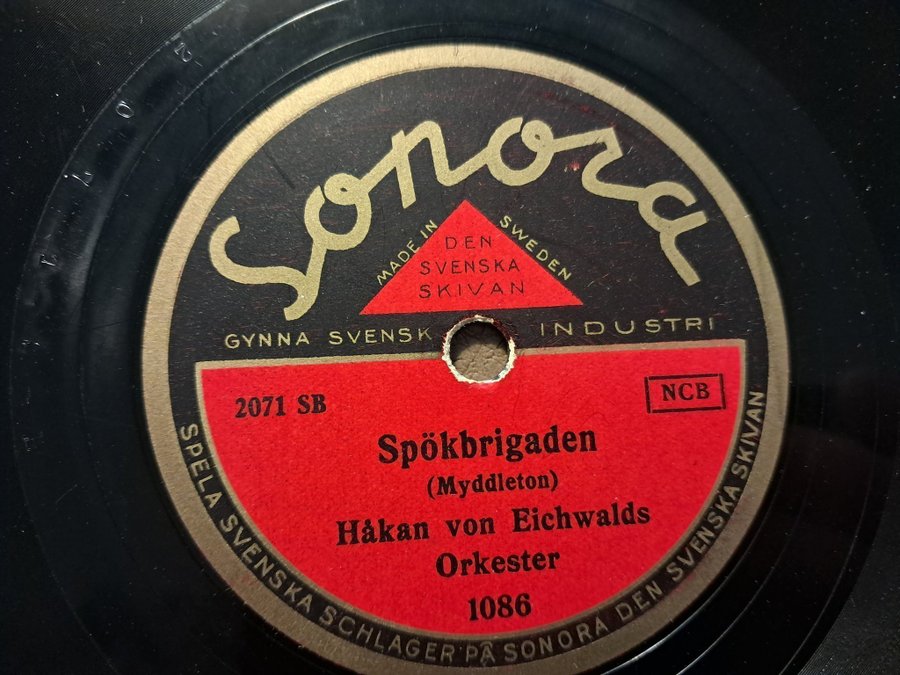 Sonora
MADE IN SWEDEN
DEN
SVENSKA
SKIVAN
GYNNA SVENSK INDUSTRI
2071 SB
NCB
Spökbrigaden
(Myddleton)
Håkan von Eichwalds
Orkester
1086
SPELA SVENSKA SCHLAGER PÅ SONORA DEN SVENSKA SKIVAN
2071